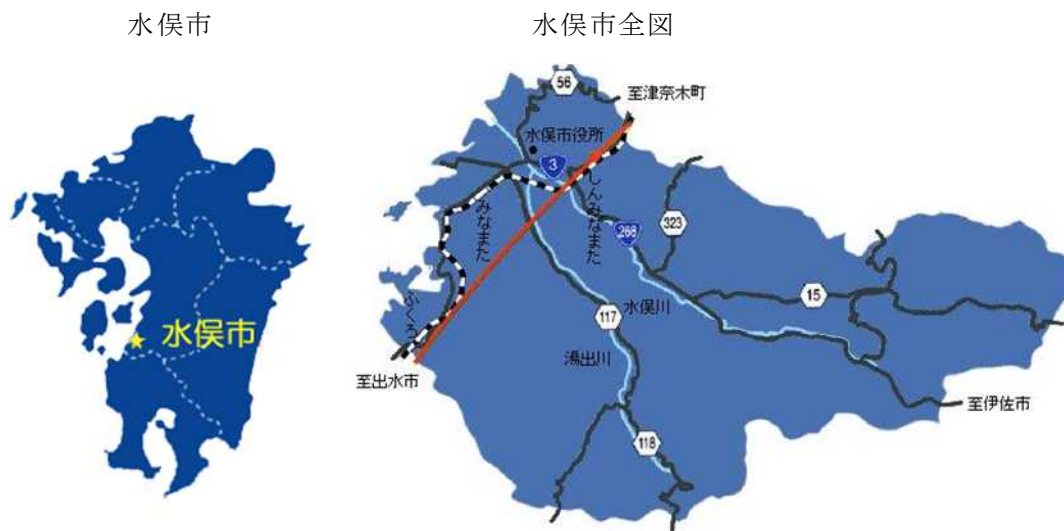 水俣市
水俣市全図
水俣市
56
至津奈木町
水俣市役所
3
しんみなまた
みなまた
323
268
ふくろ
水俣川
15
117
湯出川
至出水市
至伊佐市
118